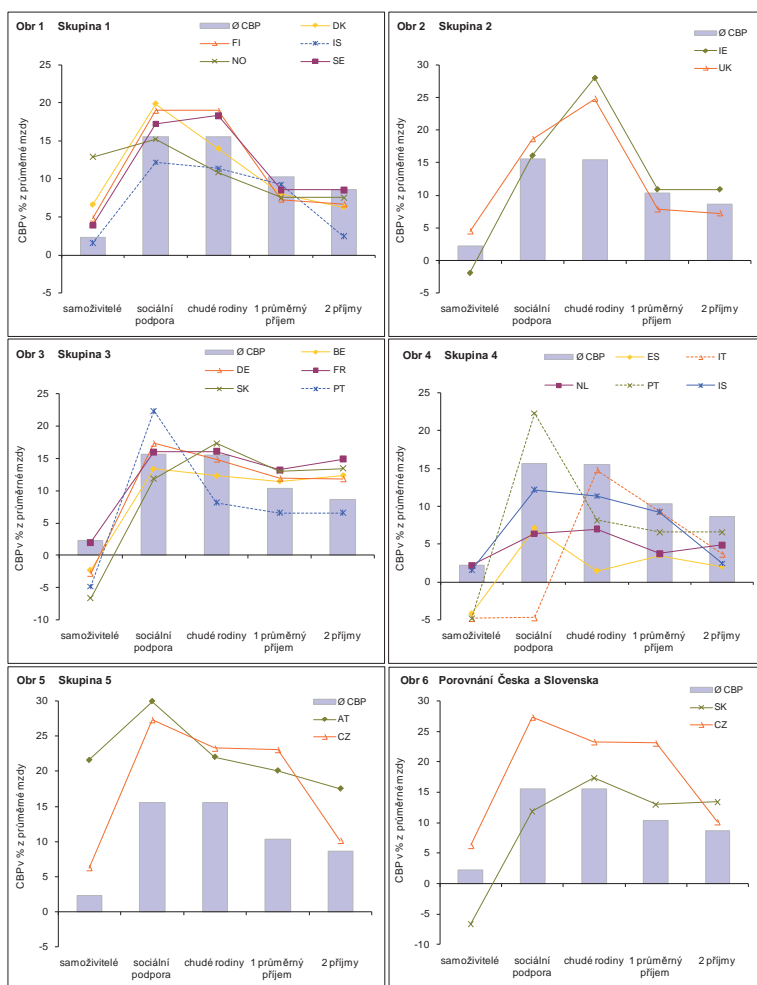 Obr 1 Skupina 1
Ø CBP
DK
FI
IS
NO
SE
CBP v % z průměrné mzdy
25
20
15
10
5
0
-5
samoživitelé
sociální podpora
chudé rodiny
1 průměrný příjem
2 příjmy
Obr 2 Skupina 2
Ø CBP
IE
UK
CBP v % z průměrné mzdy
30
25
20
15
10
5
0
-5
samoživitelé
sociální podpora
chudé rodiny
1 průměrný příjem
2 příjmy
Obr 3 Skupina 3
Ø CBP
BE
DE
FR
SK
PT
CBP v % z průměrné mzdy
25
20
15
10
5
0
-5
-10
samoživitelé
sociální podpora
chudé rodiny
1 průměrný příjem
2 příjmy
Obr 4 Skupina 4
Ø CBP
ES
IT
NL
PT
IS
CBP v % z průměrné mzdy
25
20
15
10
5
0
-5
samoživitelé
sociální podpora
chudé rodiny
1 průměrný příjem
2 příjmy
Obr 5 Skupina 5
Ø CBP
AT
CZ
CBP v % z průměrné mzdy
30
25
20
15
10
5
0
-5
samoživitelé
sociální podpora
chudé rodiny
1 průměrný příjem
2 příjmy
Obr 6 Porovnání Česka a Slovenska
Ø CBP
SK
CZ
CBP v % z průměrné mzdy
30
25
20
15
10
5
0
-5
-10
samoživitelé
sociální podpora
chudé rodiny
1 průměrný příjem
2 příjmy